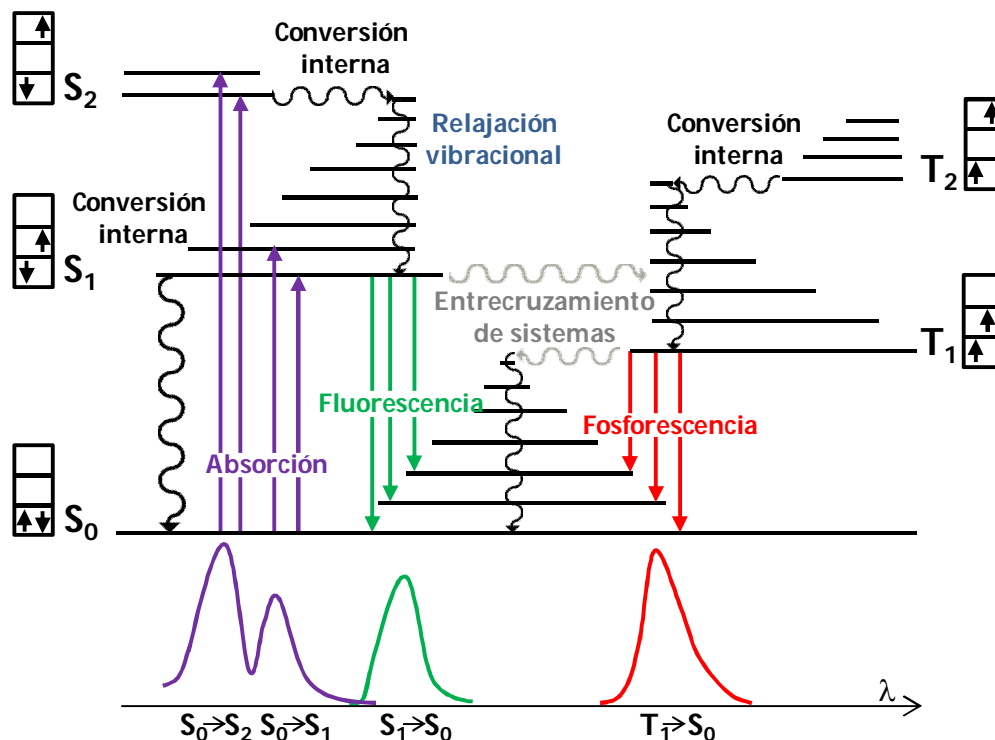 Conversión
interna
S2
Relajación
vibracional
Conversión
interna
T2
Conversión
interna
S1
Entrecruzamiento
de sistemas
T1
Fluorescencia
Fosforescencia
Absorción
S0
λ
S0→S2 S0→S1 S1→S0 T1→S0